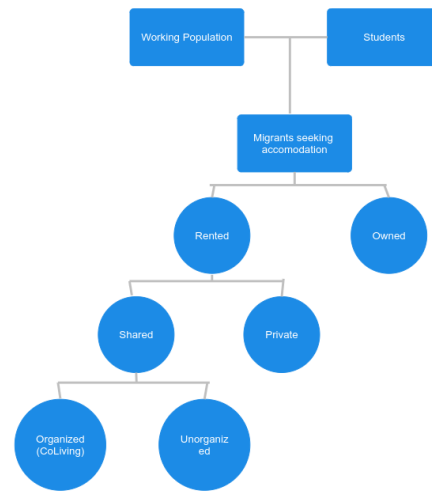 Working Population
Students
Migrants seeking
accomodation
Rented
Owned
Shared
Private
Organized
(CoLiving)
Unorganiz
ed